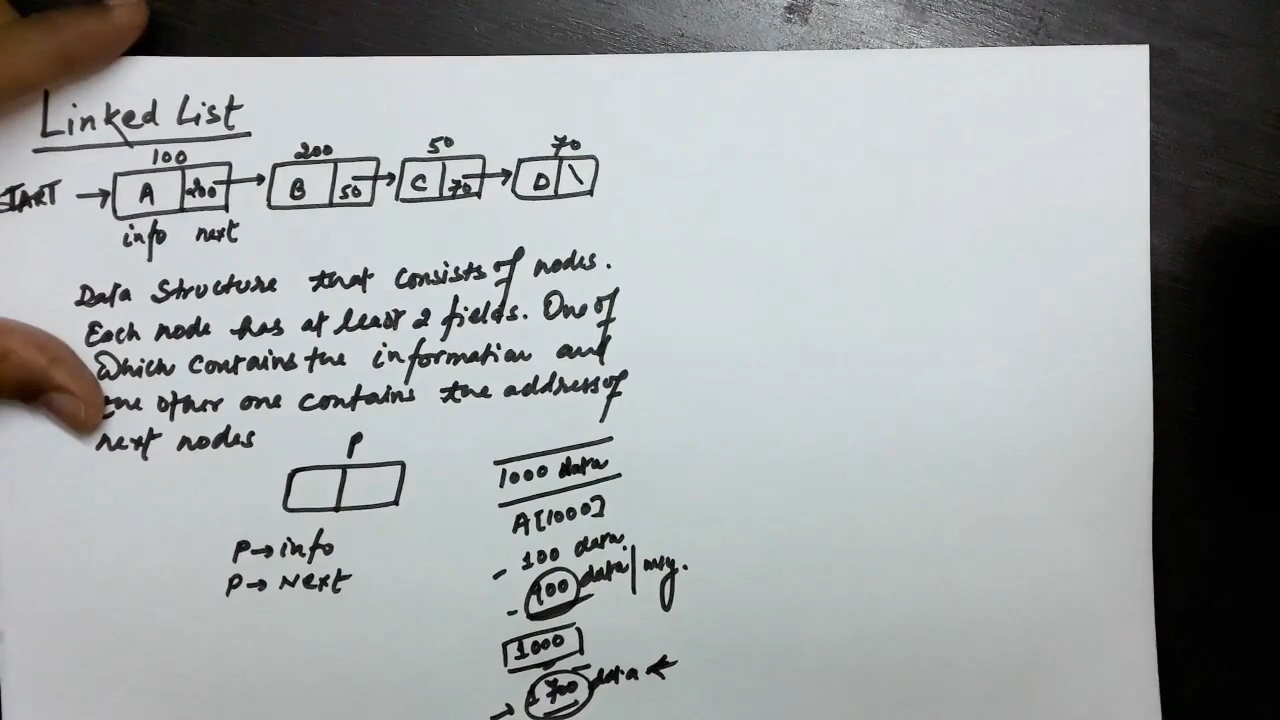 Linked List
100 200 50 70
START → A 200 → B 50 → C 70 → D \
info next
Data Structure that consists of nodes.
Each node has at least 2 fields. One of
which contains the information and
the other one contains the address of
next nodes
P
P→ info
P→ Next
1000 data
A[1000]
- 100 data
- 900 data
1000
→ 1700 data ←